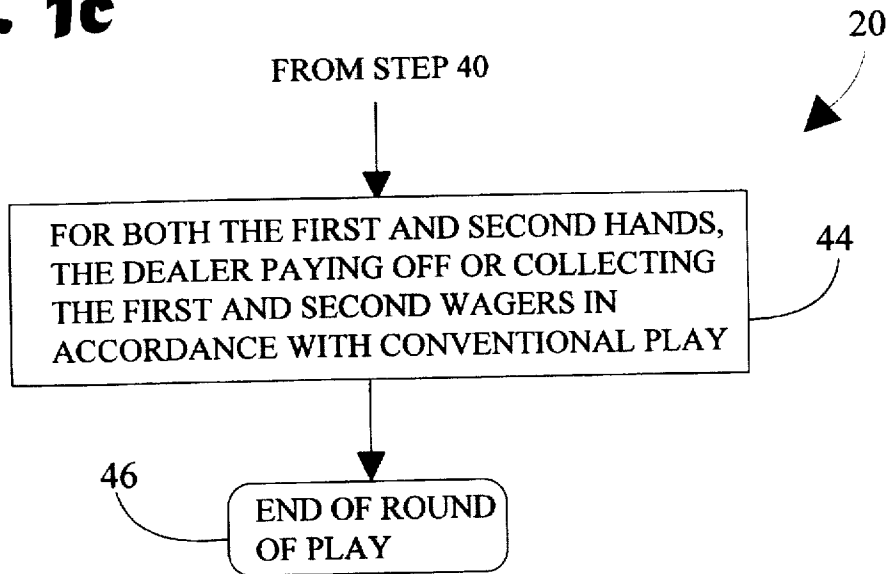 . 1c
20
FROM STEP 40
FOR BOTH THE FIRST AND SECOND HANDS,
THE DEALER PAYING OFF OR COLLECTING
THE FIRST AND SECOND WAGERS IN
ACCORDANCE WITH CONVENTIONAL PLAY
44
46
END OF ROUND
OF PLAY